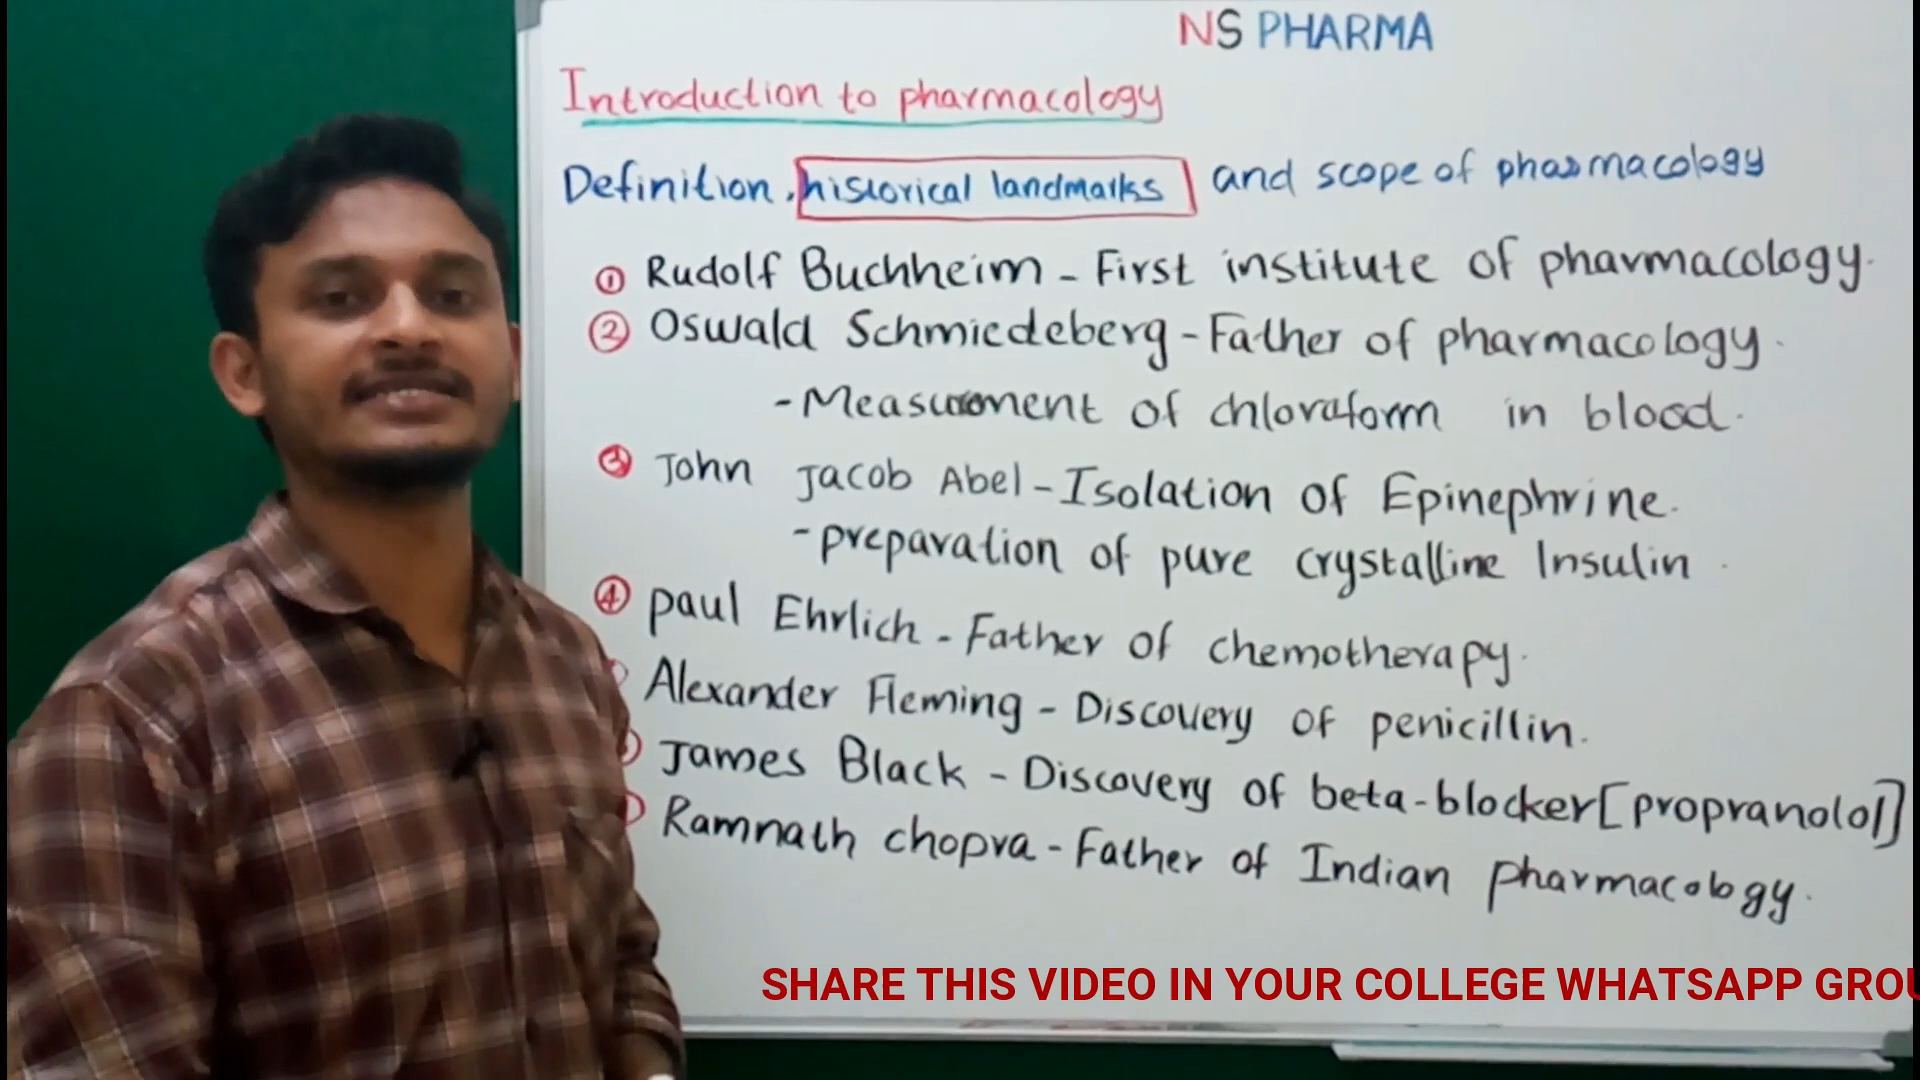 NS PHARMA
Introduction to pharmacology
Definition, historical landmarks and scope of pharmacology
① Rudolf Buchheim - First institute of pharmacology.
② Oswald Schmiedeberg - Father of pharmacology.
- Measurement of chloraform in blood.
③ John Jacob Abel - Isolation of Epinephrine.
- preparation of pure crystalline Insulin.
④ paul Ehrlich - Father of chemotherapy.
Alexander Fleming - Discovery of penicillin.
James Black - Discovery of beta-blocker [propranolol]
Ramnath chopra - Father of Indian pharmacology.
SHARE THIS VIDEO IN YOUR COLLEGE WHATSAPP GROU